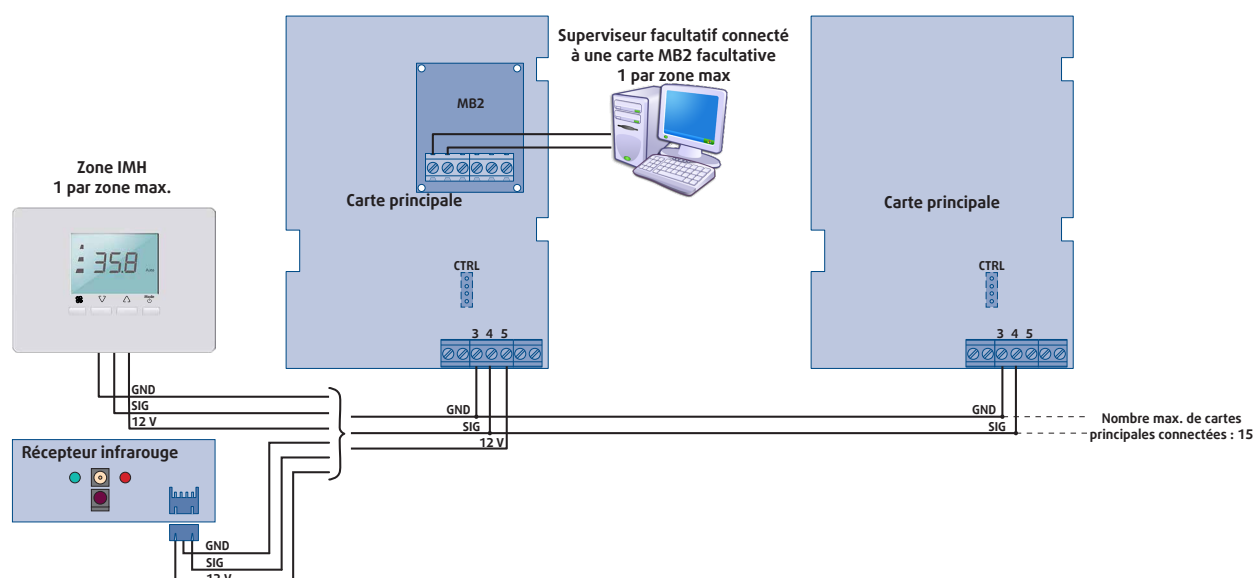 Superviseur facultatif connecté
à une carte MB2 facultative
1 par zone max
MB2
Zone IMH
1 par zone max.
Carte principale
Carte principale
35.8
Auto
Mode
CTRL
CTRL
3 4 5
3 4 5
GND
SIG
12 V
GND
SIG
12 V
GND
SIG
Nombre max. de cartes
principales connectées : 15
Récepteur infrarouge
GND
SIG
12 V